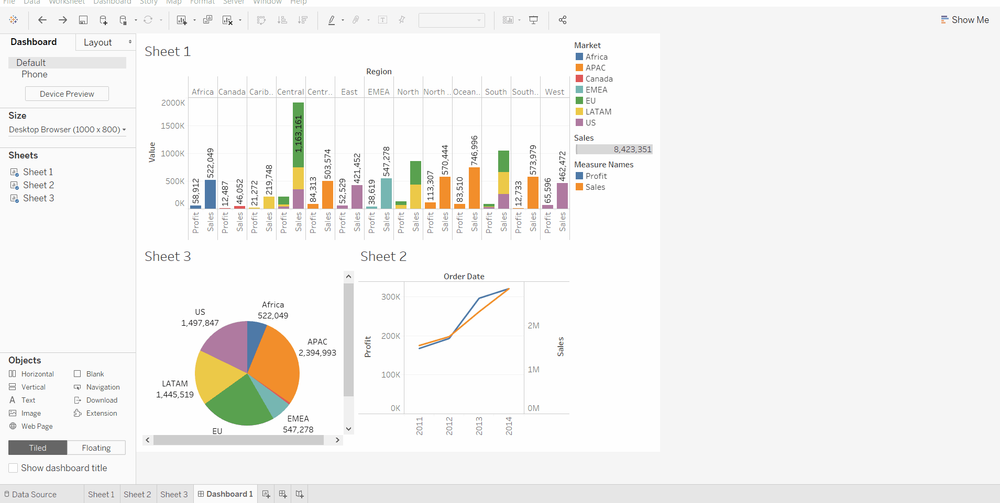 File Data Worksheet Dashboard Story Map Format Server Window Help
Show Me
Dashboard Layout
Default
Phone
Device Preview
Size
Desktop Browser (1000 x 800)
Sheets
Sheet 1
Sheet 2
Sheet 3
Objects
Horizontal Blank
Vertical Navigation
Text Download
Image Extension
Web Page
Tiled Floating
Show dashboard title
Sheet 1
Region
Africa Canada Carib.. Central Centr.. East EMEA North North .. Ocean.. South South.. West
Value
2000K
1500K
1000K
500K
0K
58,912 522,049 12,487 46,052 21,272 219,748 1,163,161 84,313 503,574 52,529 421,452 38,619 547,278 113,307 570,444 83,510 746,996 12,733 573,979 65,596 462,472
Profit Sales Profit Sales Profit Sales Profit Sales Profit Sales Profit Sales Profit Sales Profit Sales Profit Sales Profit Sales Profit Sales Profit Sales Profit Sales
Market
Africa
APAC
Canada
EMEA
EU
LATAM
US
Sales
8,423,351
Measure Names
Profit
Sales
Sheet 3
Africa
522,049
US
1,497,847
APAC
2,394,993
LATAM
1,445,519
EMEA
547,278
EU
Sheet 2
Order Date
Profit
300K
200K
100K
0K
2M
1M
0M
Sales
2011 2012 2013 2014
Data Source Sheet 1 Sheet 2 Sheet 3 Dashboard 1